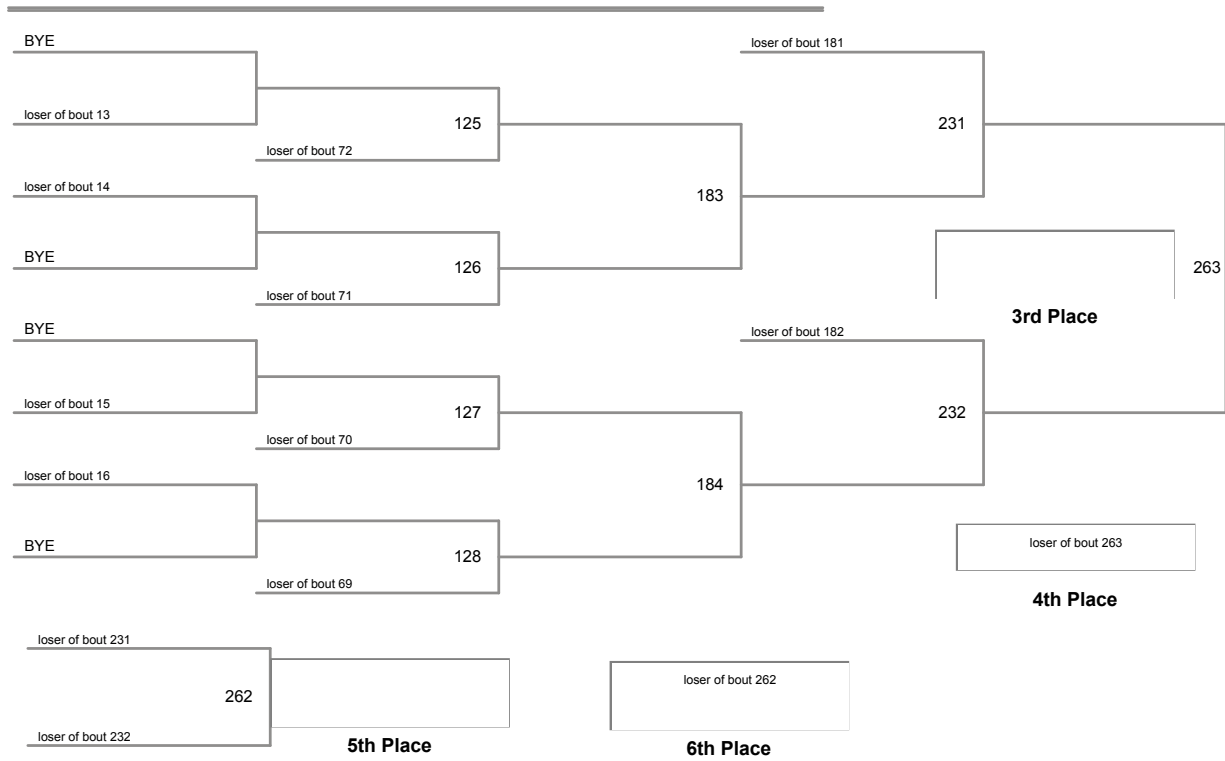 BYE
loser of bout 181
loser of bout 13
125
231
loser of bout 72
loser of bout 14
183
BYE
126
263
loser of bout 71
3rd Place
BYE
loser of bout 182
loser of bout 15
127
232
loser of bout 70
loser of bout 16
184
BYE
128
loser of bout 263
loser of bout 69
4th Place
loser of bout 231
262
loser of bout 262
loser of bout 232
5th Place
6th Place